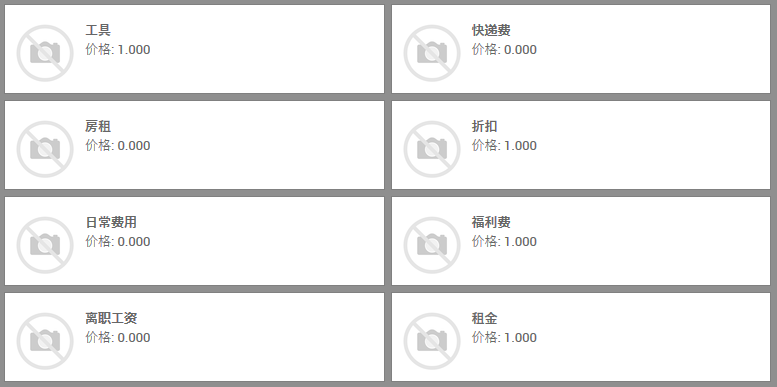 工具
价格: 1.000
快递费
价格: 0.000
房租
价格: 0.000
折扣
价格: 1.000
日常费用
价格: 0.000
福利费
价格: 1.000
离职工资
价格: 0.000
租金
价格: 1.000